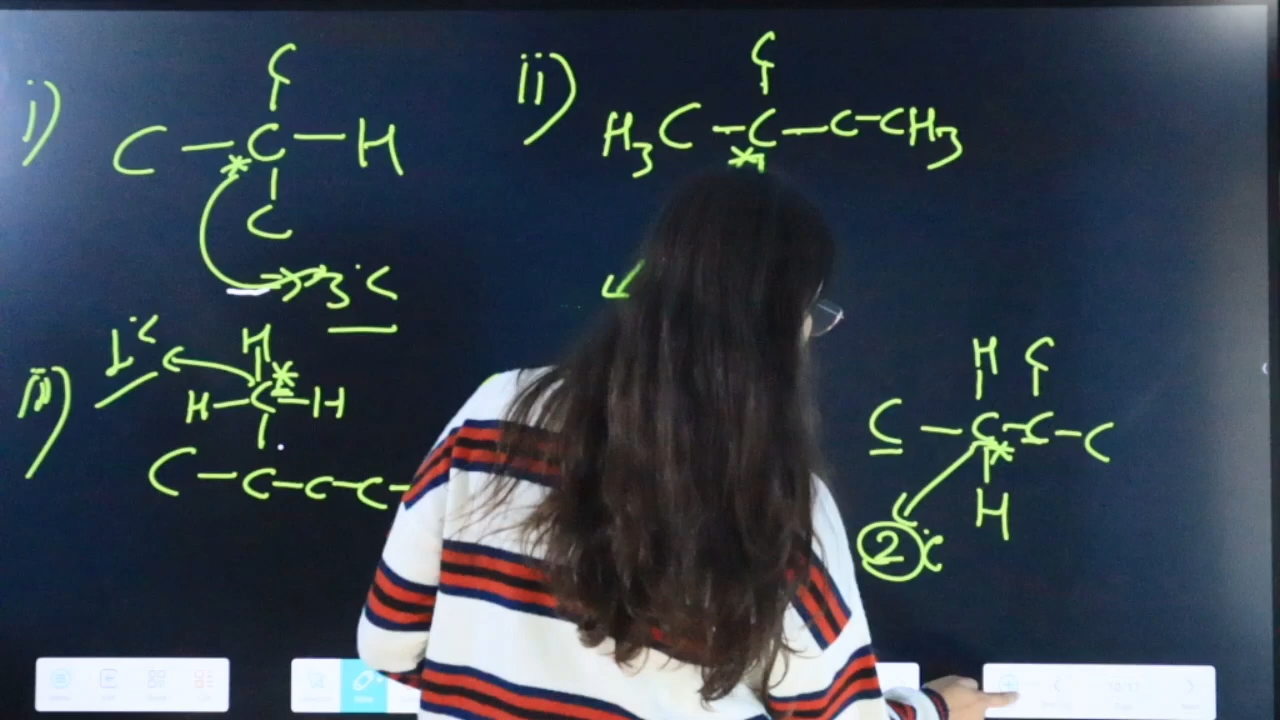 i)
C
C - C - H
*
C
3°C
ii)
C
H3C - C - C - CH3
*
iii)
1°C
H
*
H - C - H
C - C - C - C -
H C
C - C - C - C
*
H
2°C